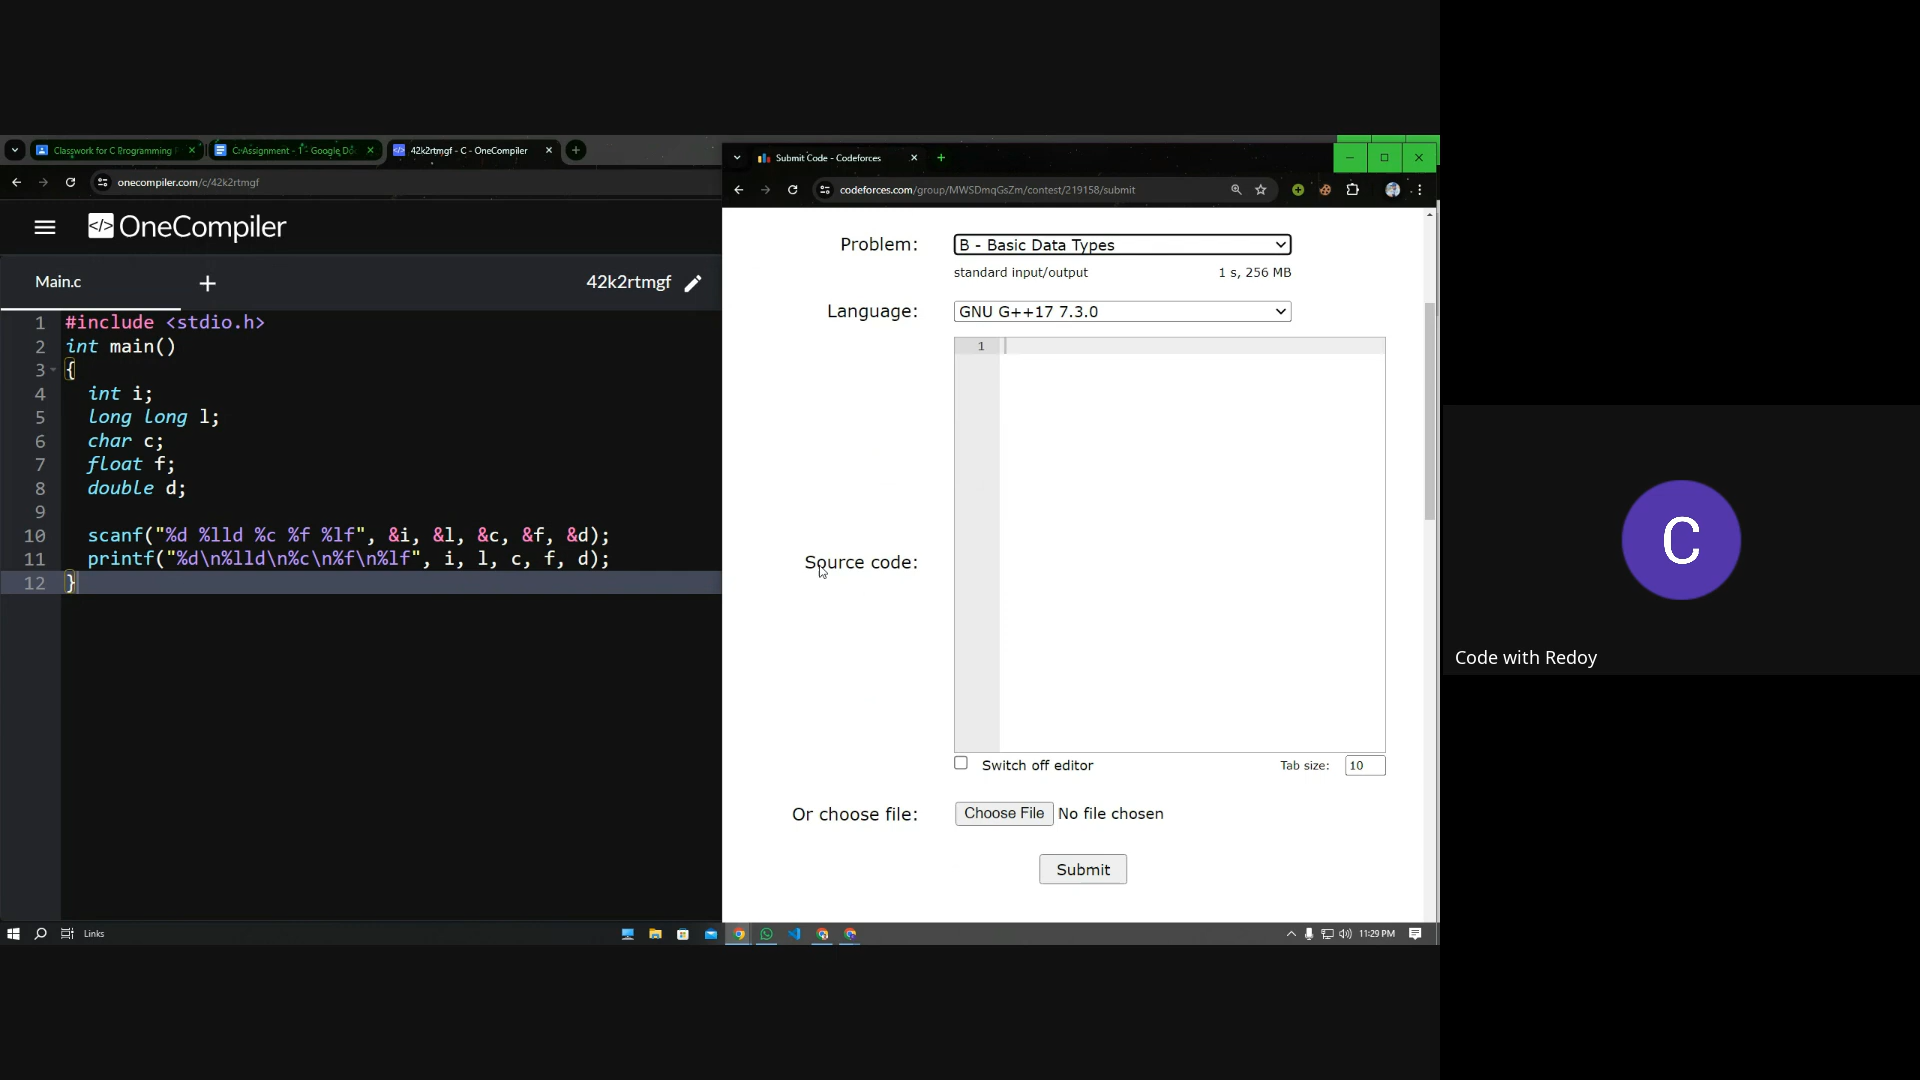 Classwork for C Programming
C-Assignment - 1 - Google Do
42k2rtmgf - C - OneCompiler
onecompiler.com/c/42k2rtmgf
</> OneCompiler
Main.c
+
42k2rtmgf
1 #include <stdio.h>
2 int main()
3 {
4 int i;
5 long long l;
6 char c;
7 float f;
8 double d;
9
10 scanf("%d %lld %c %f %lf", &i, &l, &c, &f, &d);
11 printf("%d\n%lld\n%c\n%f\n%lf", i, l, c, f, d);
12 }
Submit Code - Codeforces
codeforces.com/group/MWSDmqGsZm/contest/219158/submit
Problem: B - Basic Data Types
standard input/output 1 s, 256 MB
Language: GNU G++17 7.3.0
1
Source code:
Switch off editor Tab size: 10
Or choose file: Choose File No file chosen
Submit
Links
11:29 PM
C
Code with Redoy